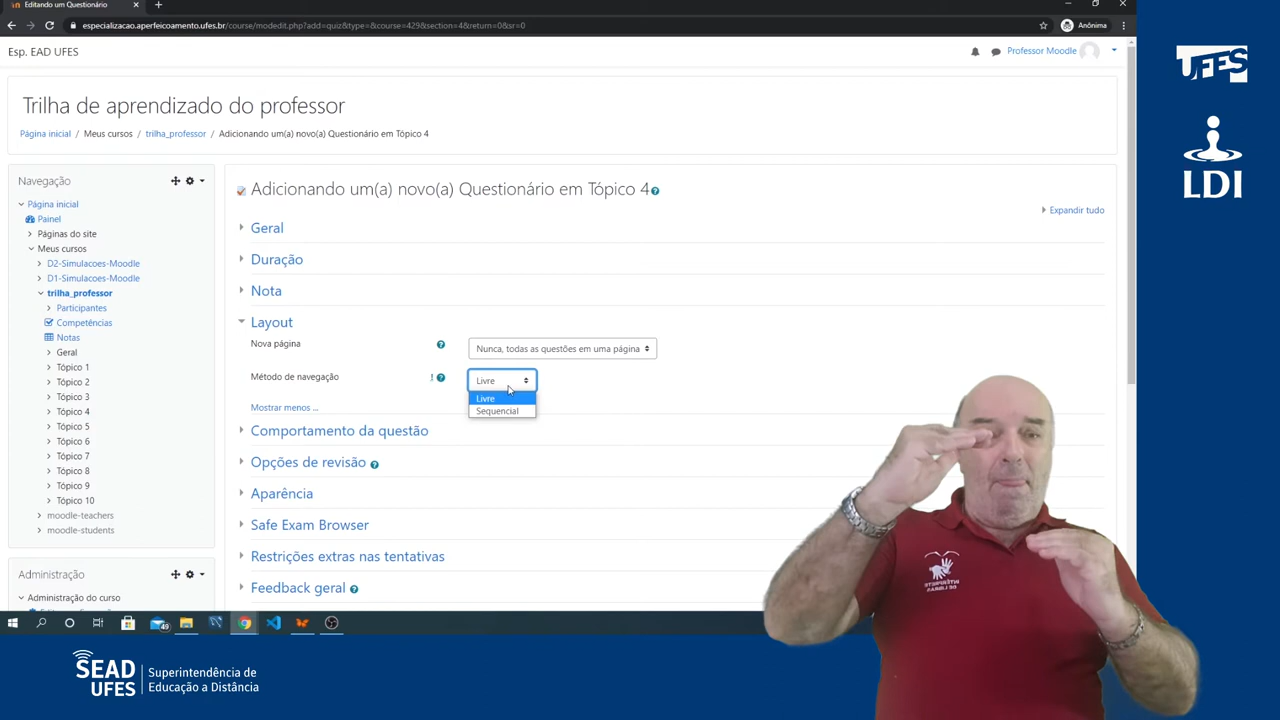 Editando um Questionário
especializacao.aperfeicoamento.ufes.br/course/modedit.php?add=quiz&type=&course=429&section=4&return=0&sr=0
Anônima
Esp. EAD UFES
Professor Moodle
Trilha de aprendizado do professor
Página inicial / Meus cursos / trilha_professor / Adicionando um(a) novo(a) Questionário em Tópico 4
Navegação
Página inicial
Painel
Páginas do site
Meus cursos
D2-Simulacoes-Moodle
D1-Simulacoes-Moodle
trilha_professor
Participantes
Competências
Notas
Geral
Tópico 1
Tópico 2
Tópico 3
Tópico 4
Tópico 5
Tópico 6
Tópico 7
Tópico 8
Tópico 9
Tópico 10
moodle-teachers
moodle-students
Administração
Administração do curso
Adicionando um(a) novo(a) Questionário em Tópico 4
Expandir tudo
Geral
Duração
Nota
Layout
Nova página
Nunca, todas as questões em uma página
Método de navegação
Livre
Livre
Sequencial
Mostrar menos ...
Comportamento da questão
Opções de revisão
Aparência
Safe Exam Browser
Restrições extras nas tentativas
Feedback geral
49
UFES
LDI
INTÉRPRETE
DE LIBRAS
SEAD
UFES
Superintendência de
Educação a Distância